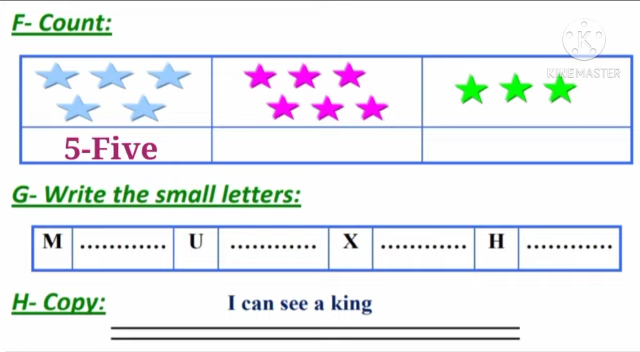 F- Count:
KINEMASTER
5-Five
G- Write the small letters:
M ............ U ............ X ............ H ............
H- Copy: I can see a king